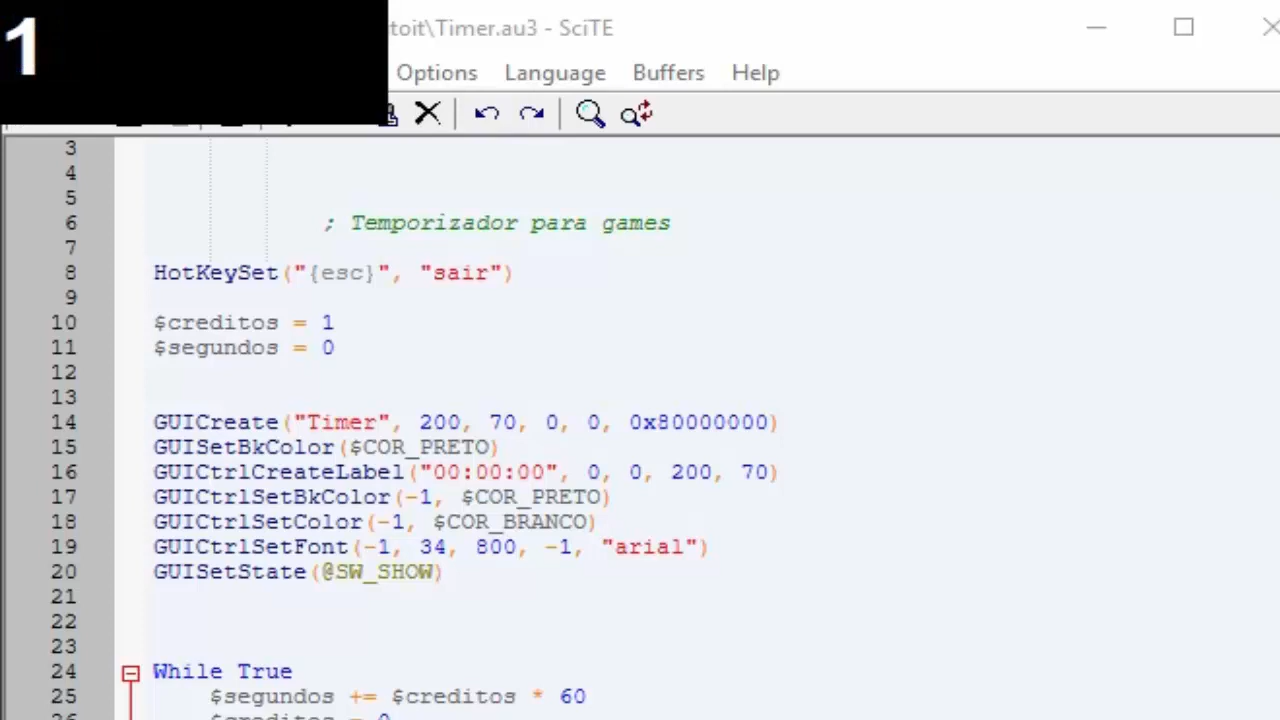 1
toit\Timer.au3 - SciTE
Options Language Buffers Help
3
4
5
6 ; Temporizador para games
7
8 HotKeySet("{esc}", "sair")
9
10 $creditos = 1
11 $segundos = 0
12
13
14 GUICreate("Timer", 200, 70, 0, 0, 0x80000000)
15 GUISetBkColor($COR_PRETO)
16 GUICtrlCreateLabel("00:00:00", 0, 0, 200, 70)
17 GUICtrlSetBkColor(-1, $COR_PRETO)
18 GUICtrlSetColor(-1, $COR_BRANCO)
19 GUICtrlSetFont(-1, 34, 800, -1, "arial")
20 GUISetState(@SW_SHOW)
21
22
23
24 While True
25 $segundos += $creditos * 60
26 $creditos = 0